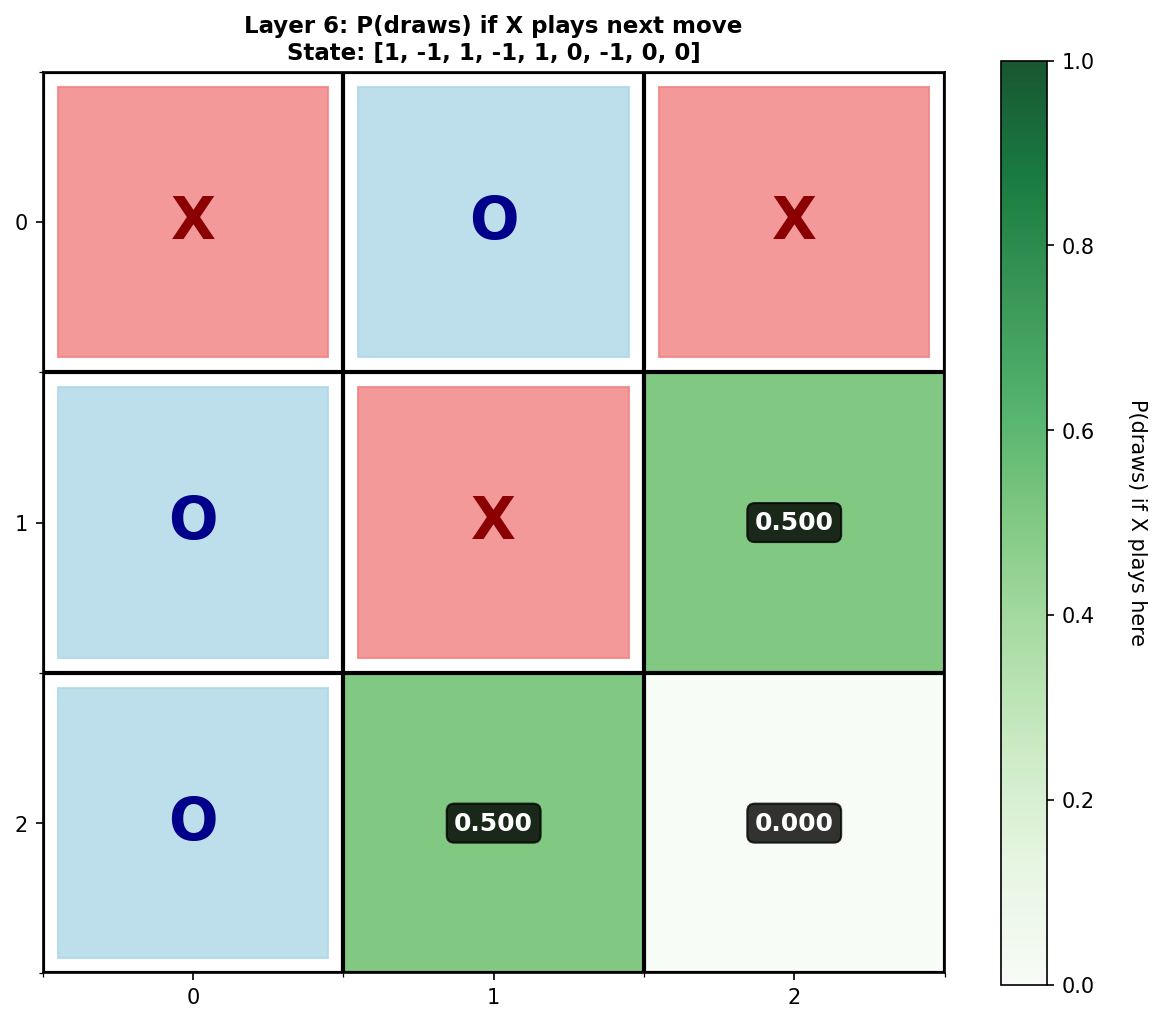 Layer 6: P(draws) if X plays next move
State: [1, -1, 1, -1, 1, 0, -1, 0, 0]
0
X
O
X
1
O
X
0.500
2
O
0.500
0.000
0
1
2
1.0
0.8
0.6
0.4
0.2
0.0
P(draws) if X plays here